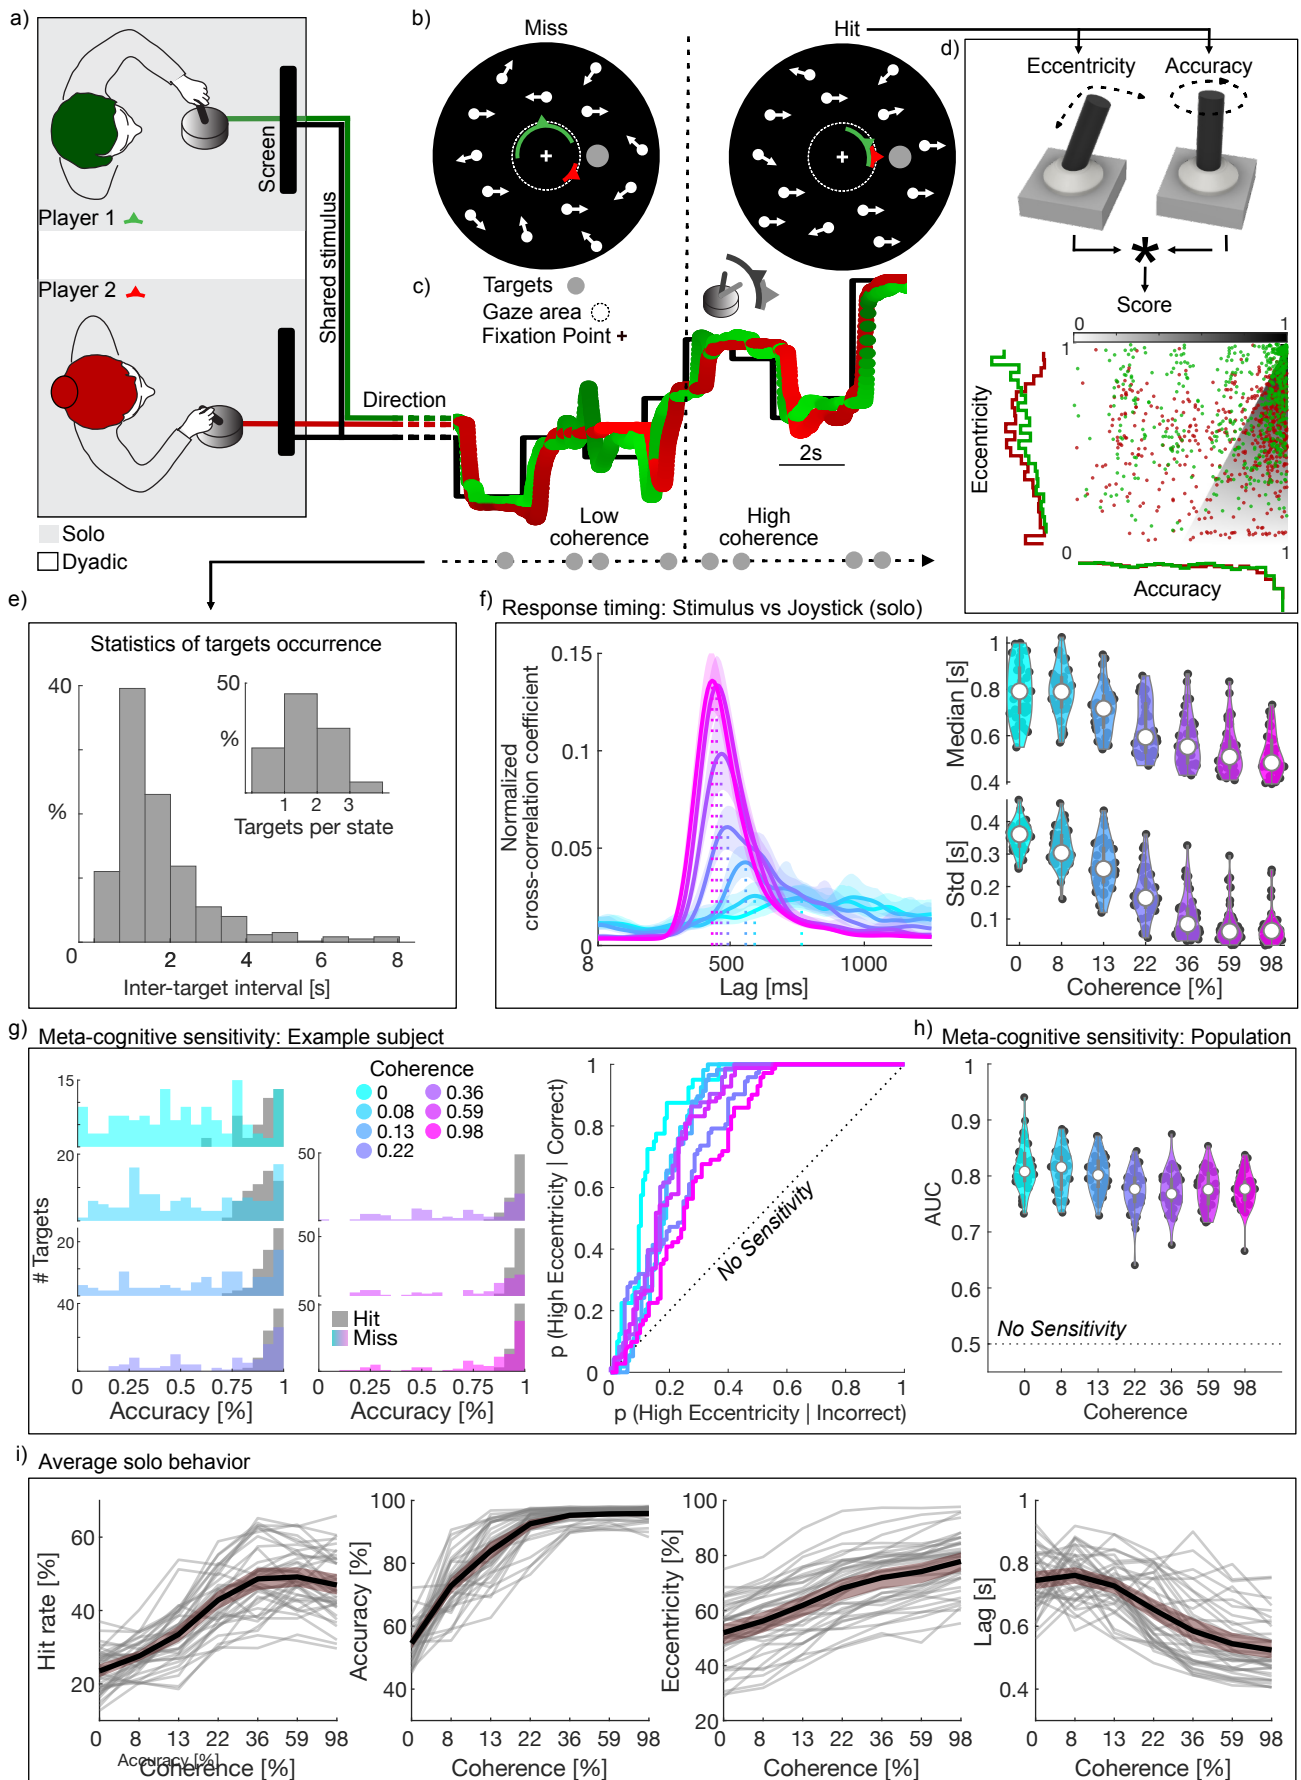 a)
Player 1
Screen
Shared stimulus
Player 2
Direction
Solo
Dyadic
b)
Miss
Hit
c)
Targets
Gaze area
Fixation Point +
2s
Low
coherence
High
coherence
d)
Eccentricity
Accuracy
*
Score
0
1
1
Eccentricity
0
1
Accuracy
e)
Statistics of targets occurrence
40
%
0
2
4
6
8
Inter-target interval [s]
50
%
1
2
3
Targets per state
f)
Response timing: Stimulus vs Joystick (solo)
Normalized
cross-correlation coefficient
0.15
0.1
0.05
0
8
500
1000
Lag [ms]
Median [s]
1
0.8
0.6
0.4
Std [s]
0.4
0.3
0.2
0.1
0
8
13
22
36
59
98
Coherence [%]
g)
Meta-cognitive sensitivity: Example subject
# Targets
15
20
20
40
50
50
50
Coherence
0
0.08
0.13
0.22
0.36
0.59
0.98
Hit
Miss
0
0.25
0.5
0.75
1
Accuracy [%]
0
0.25
0.5
0.75
1
Accuracy [%]
p (High Eccentricity | Correct)
1
0.8
0.6
0.4
0.2
0
No Sensitivity
0
0.2
0.4
0.6
0.8
1
p (High Eccentricity | Incorrect)
h)
Meta-cognitive sensitivity: Population
AUC
1
0.9
0.8
0.7
0.6
0.5
No Sensitivity
0
8
13
22
36
59
98
Coherence
i)
Average solo behavior
Hit rate [%]
60
40
20
0
8
13
22
36
59
98
Accuracy [%]
Coherence [%]
Accuracy [%]
100
80
60
40
0
8
13
22
36
59
98
Coherence [%]
Eccentricity [%]
100
80
60
40
20
0
8
13
22
36
59
98
Coherence [%]
Lag [s]
1
0.8
0.6
0.4
0
8
13
22
36
59
98
Coherence [%]